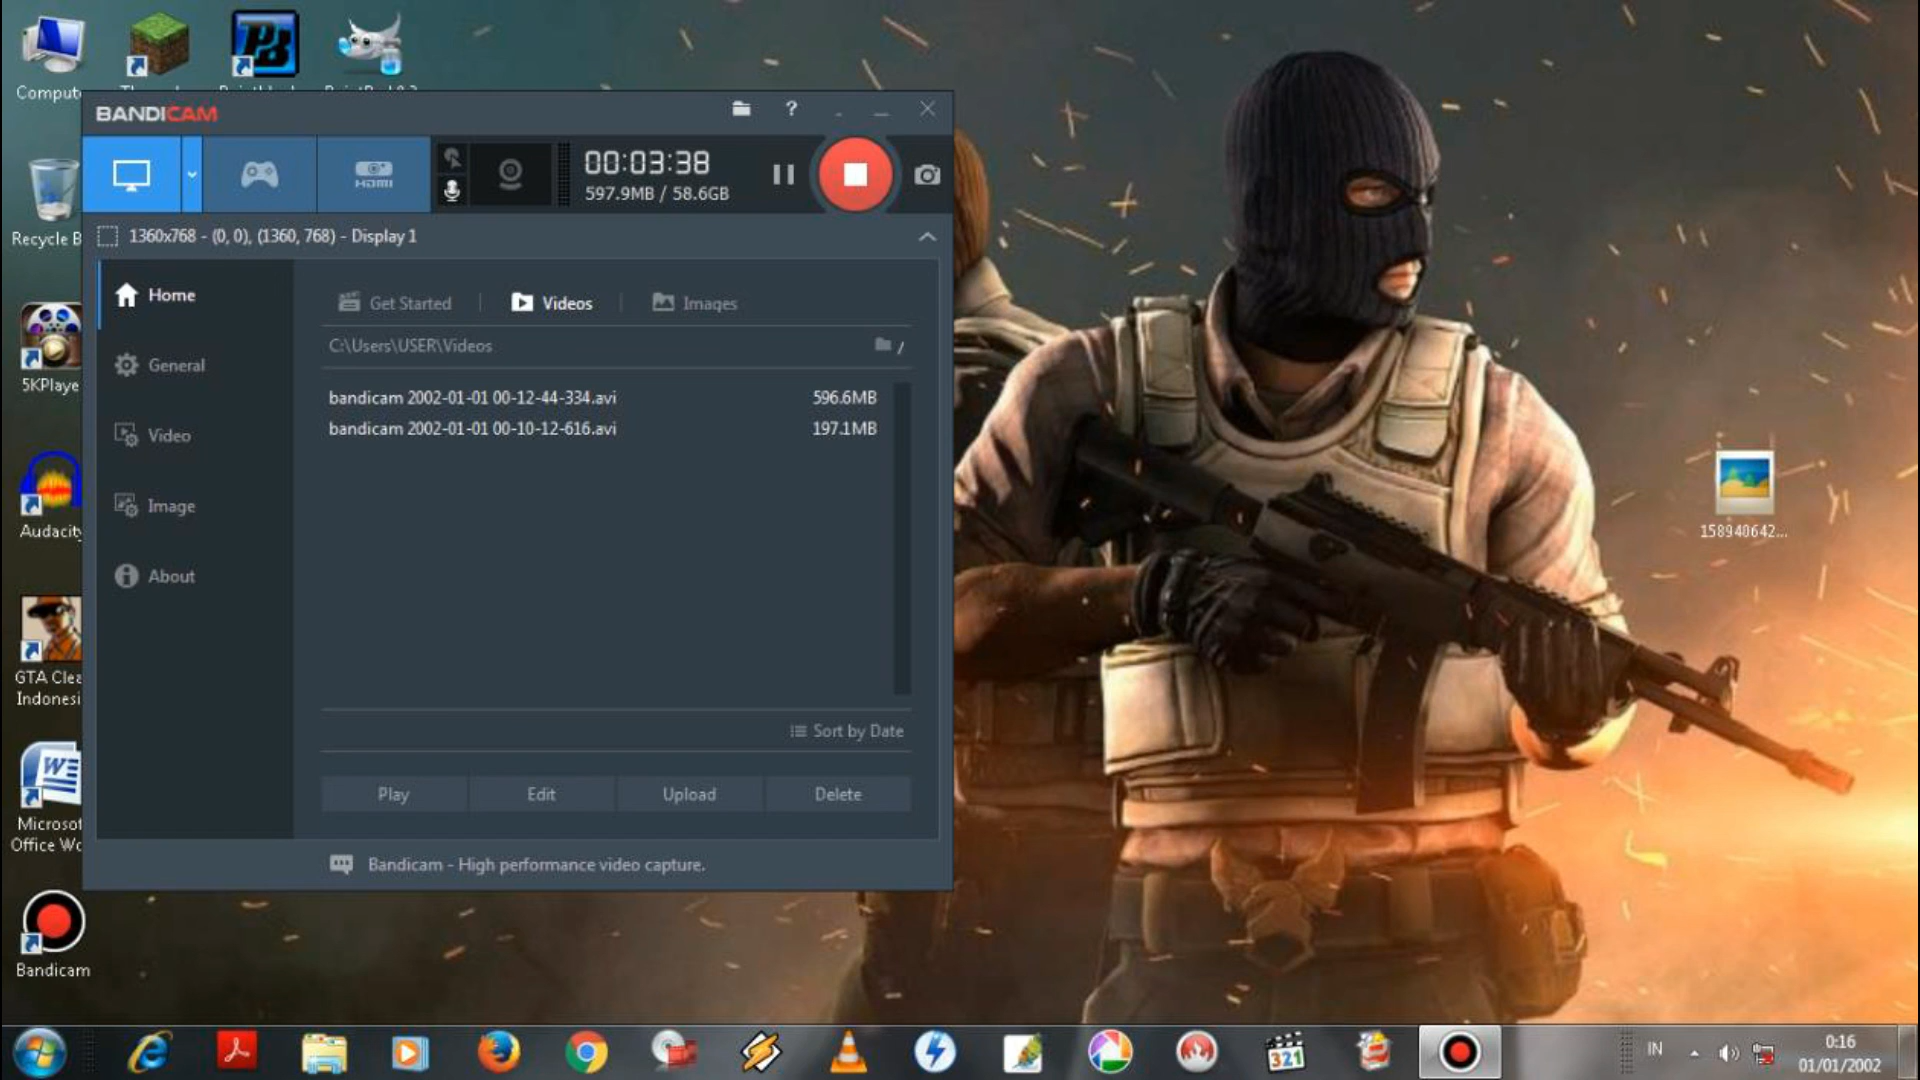 Comput
BANDICAM
?
HDMI
00:03:38
597.9MB / 58.6GB
Recycle B
1360x768 - (0, 0), (1360, 768) - Display 1
Home
Get Started
Videos
Images
C:\Users\USER\Videos
/
General
5KPlaye
bandicam 2002-01-01 00-12-44-334.avi 596.6MB
bandicam 2002-01-01 00-10-12-616.avi 197.1MB
Video
Image
Audacit
158940642...
About
GTA Clea
Indonesi
Sort by Date
Play
Edit
Upload
Delete
Microsof
Office Wo
Bandicam - High performance video capture.
Bandicam
321
IN
0:16
01/01/2002